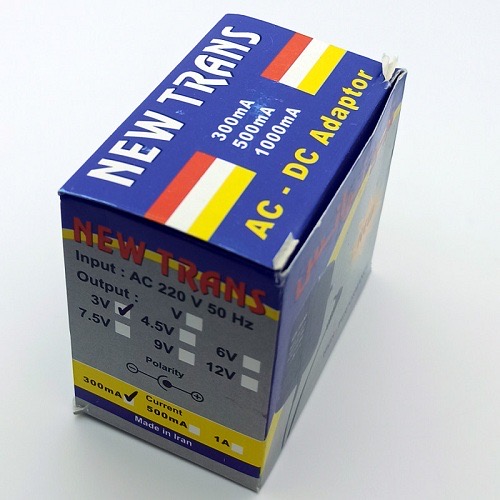 NEW TRANS
300mA
500mA
1000mA
AC - DC Adaptor
NEW TRANS
Input : AC 220 V 50 Hz
Output :
3V V
7.5V 4.5V 6V
9V 12V
Polarity
300mA Current
500mA 1A
Made in Iran